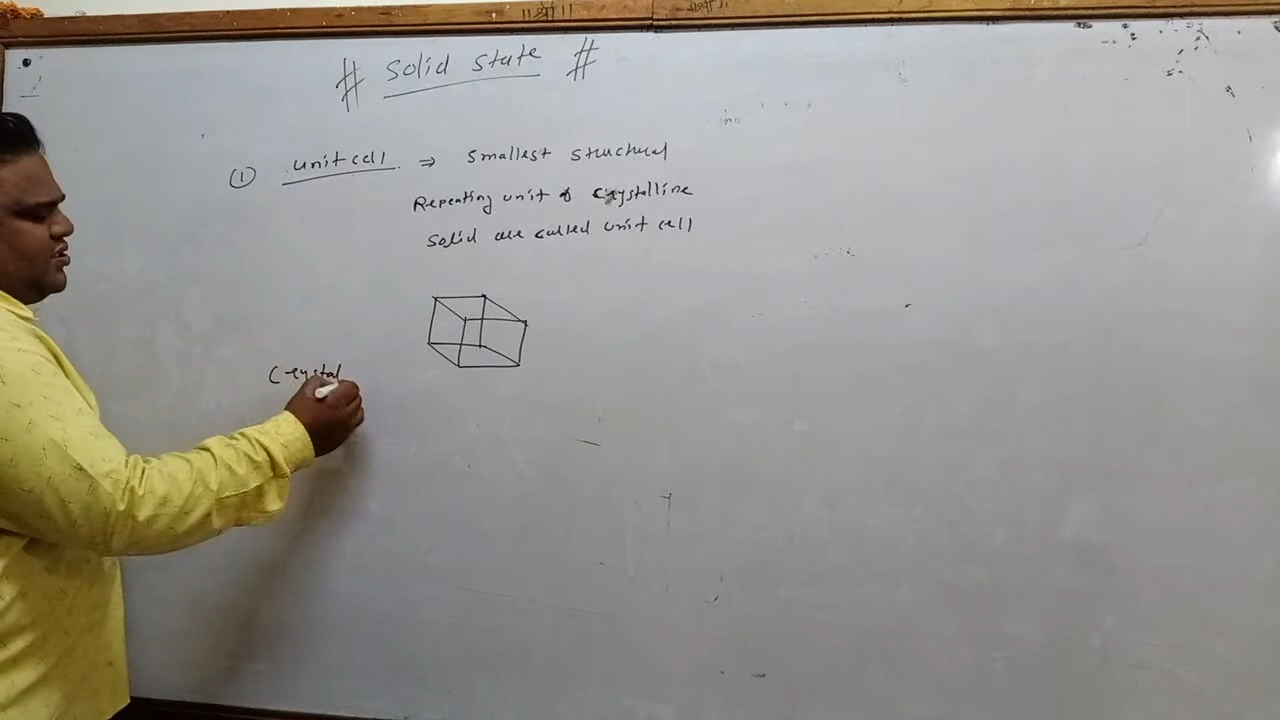 ॥श्री॥ ॥श्री॥
# Solid State #
① unit cell ⇒ Smallest structural
Repeating unit of Crystalline
Solid are called unit cell
Crystal